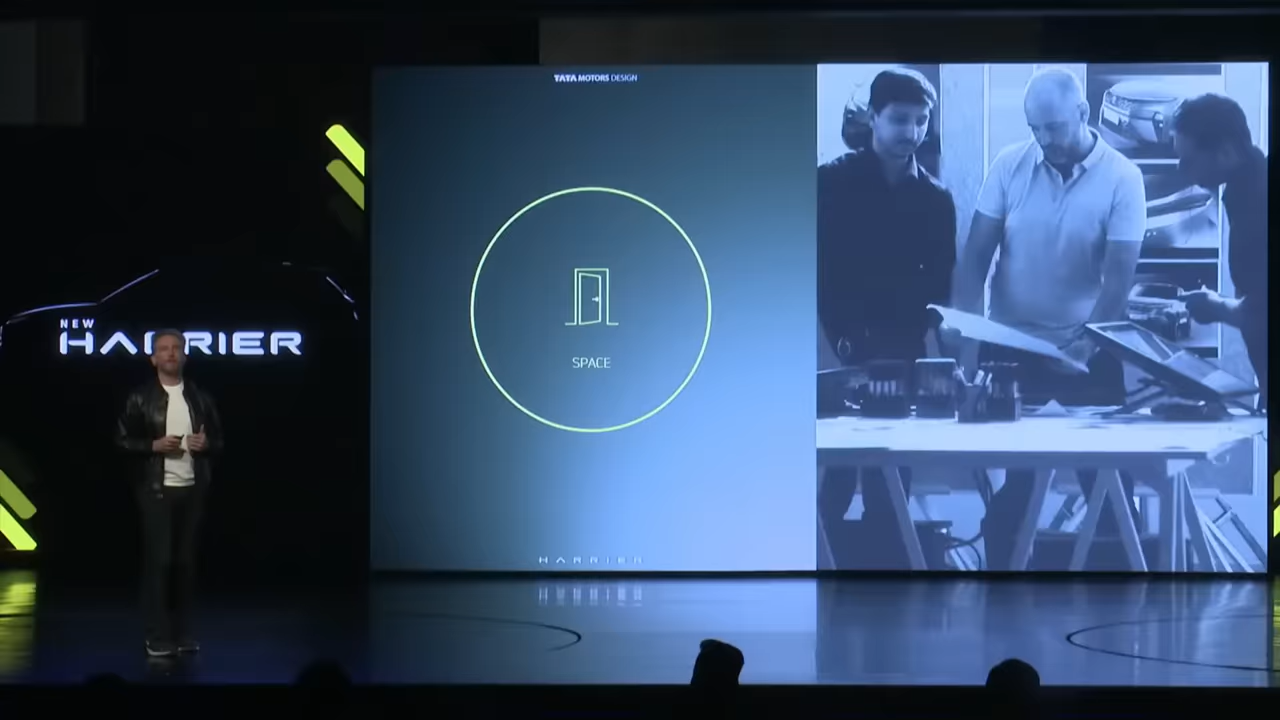 TATA MOTORS DESIGN
NEW
HARRIER
SPACE
HARRIER